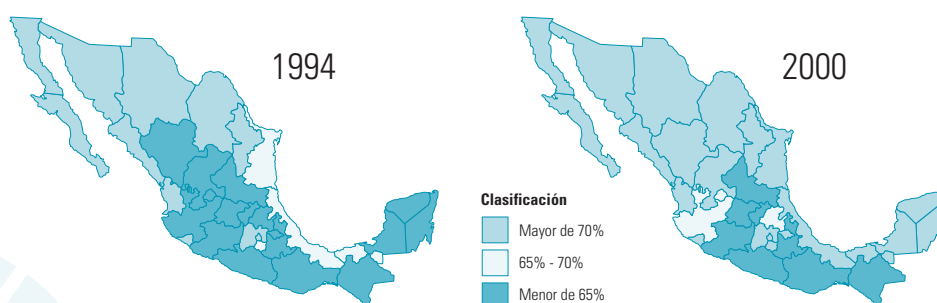 1994
2000
Clasificación
Mayor de 70%
65% - 70%
Menor de 65%